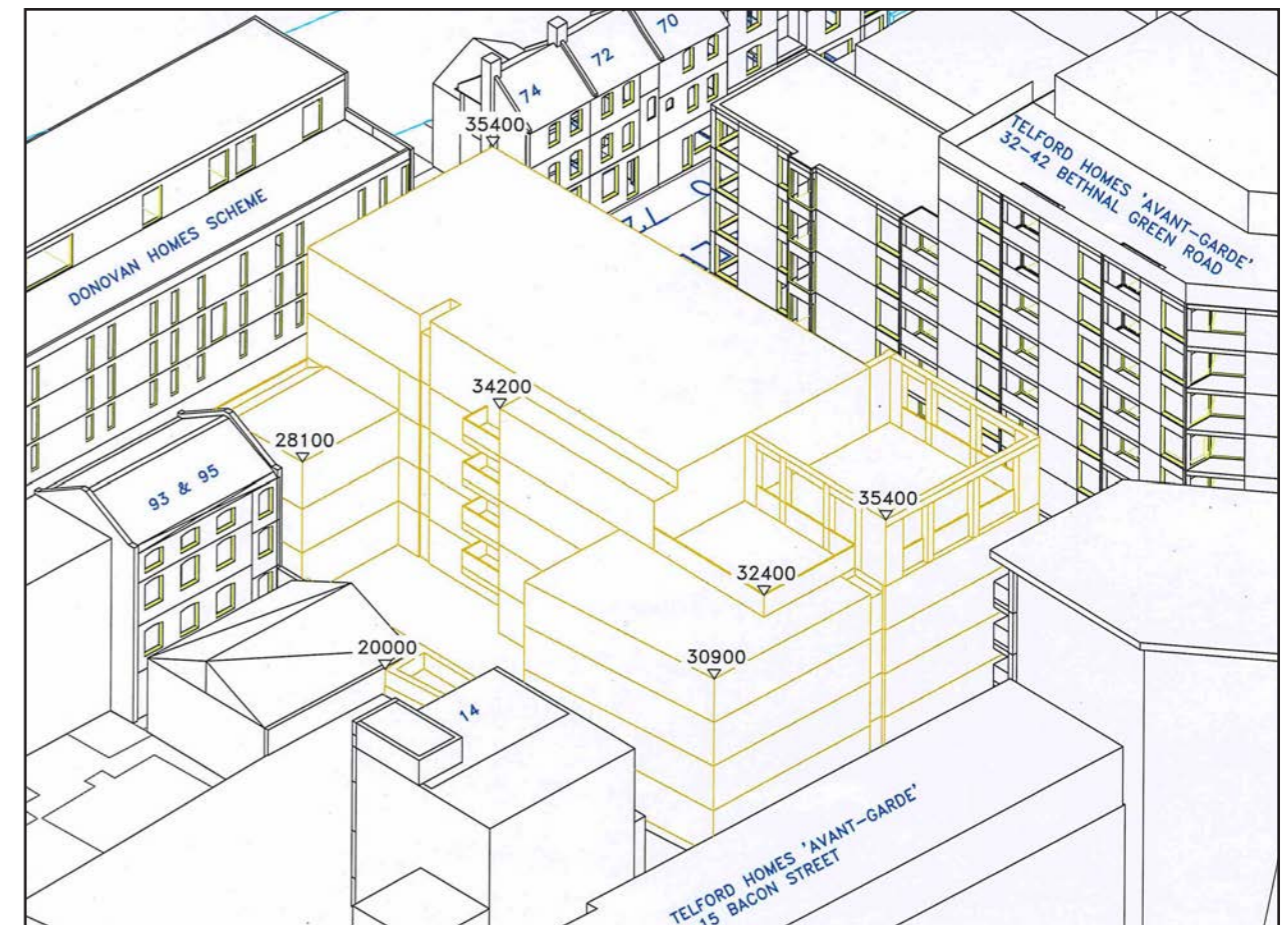 70
72
74
35400
TELFORD HOMES 'AVANT-GARDE'
32-42 BETHNAL GREEN ROAD
DONOVAN HOMES SCHEME
34200
28100
93 & 95
35400
32400
20000
30900
14
TELFORD HOMES 'AVANT-GARDE'
15 BACON STREET